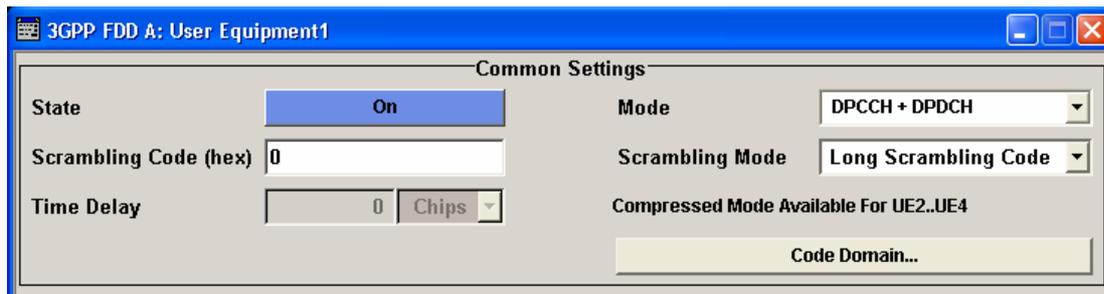 3GPP FDD A: User Equipment1
Common Settings
State On Mode DPCCH + DPDCH
Scrambling Code (hex) 0 Scrambling Mode Long Scrambling Code
Time Delay 0 Chips Compressed Mode Available For UE2..UE4
Code Domain...